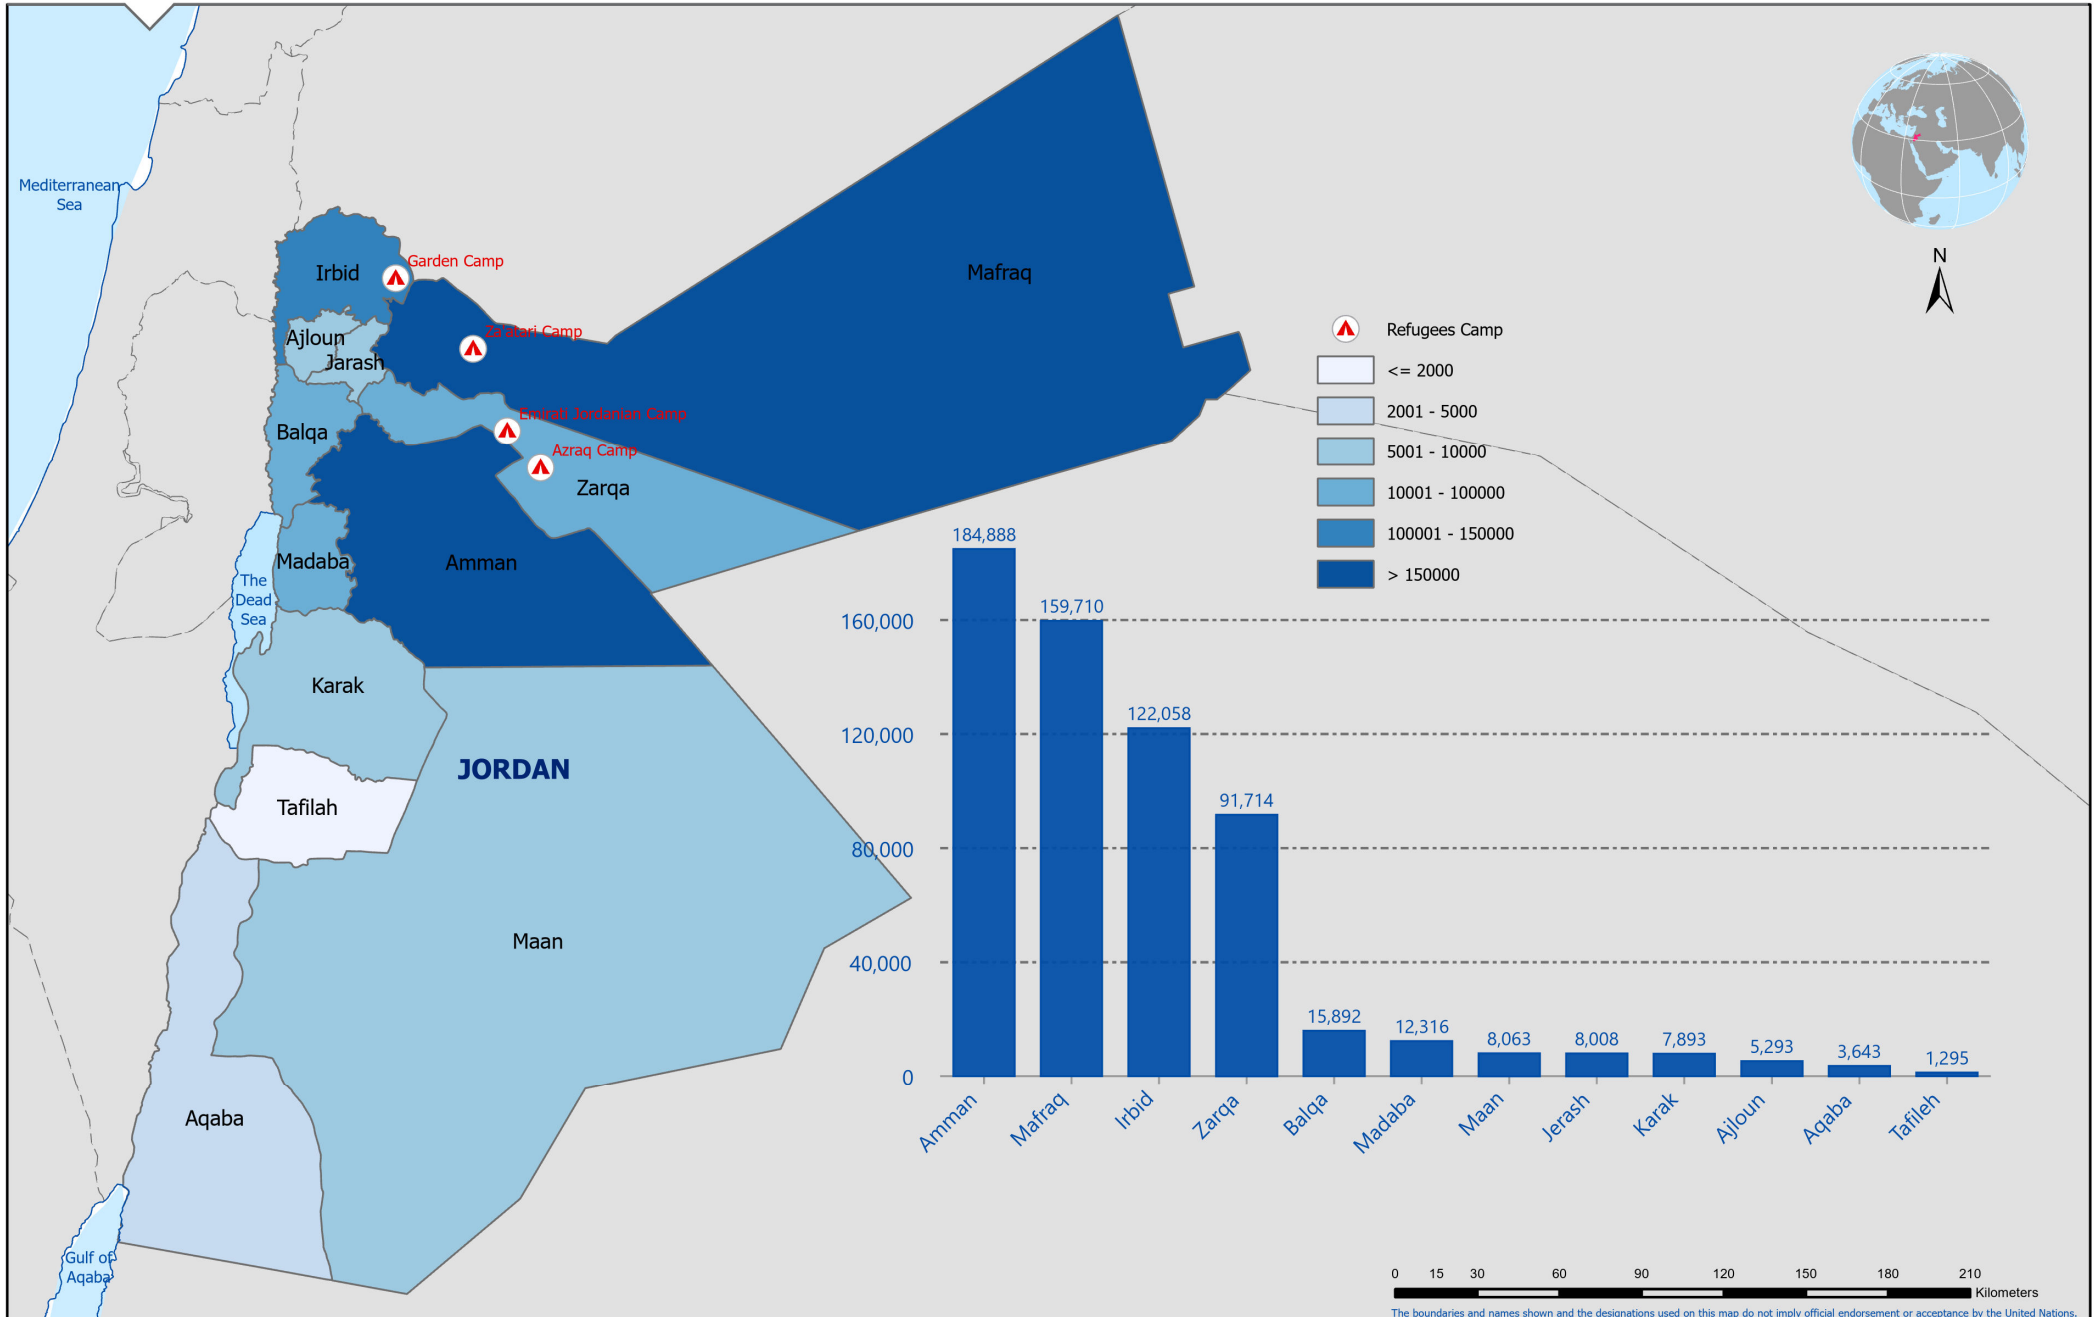 Mediterranean
Sea
N
Irbid
Garden Camp
Mafraq
Ajloun
Za'atari Camp
Jarash
Refugees Camp
<= 2000
2001 - 5000
5001 - 10000
10001 - 100000
100001 - 150000
> 150000
Balqa
Emirati Jordanian Camp
Azraq Camp
Zarqa
Madaba
Amman
The
Dead
Sea
Karak
JORDAN
Tafilah
Maan
Aqaba
Gulf of
Aqaba
184,888
159,710
122,058
91,714
15,892
12,316
8,063
8,008
7,893
5,293
3,643
1,295
160,000
120,000
80,000
40,000
0
Amman
Mafraq
Irbid
Zarqa
Balqa
Madaba
Maan
Jerash
Karak
Ajloun
Aqaba
Tafileh
0 15 30 60 90 120 150 180 210
Kilometers
The boundaries and names shown and the designations used on this map do not imply official endorsement or acceptance by the United Nations.